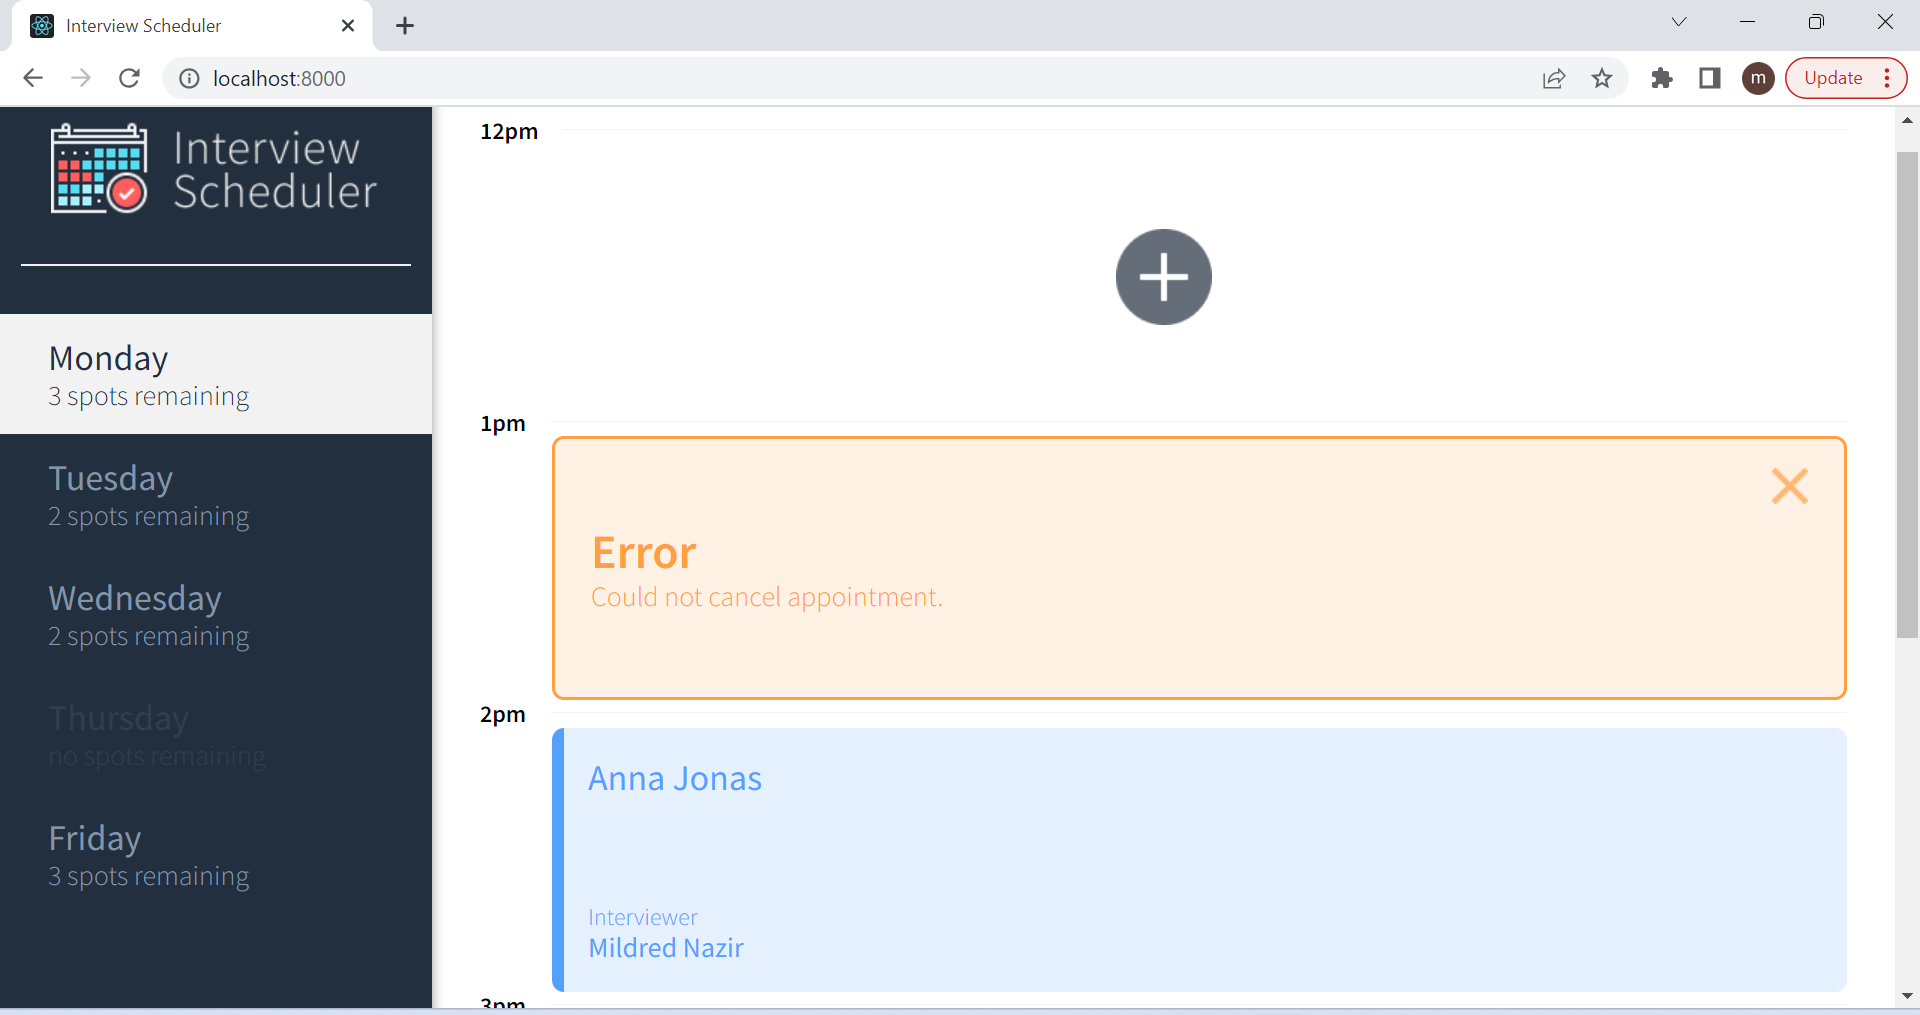 Interview Scheduler
localhost:8000
m
Update
Interview
Scheduler
Monday
3 spots remaining
Tuesday
2 spots remaining
Wednesday
2 spots remaining
Thursday
no spots remaining
Friday
3 spots remaining
12pm
1pm
Error
Could not cancel appointment.
2pm
Anna Jonas
Interviewer
Mildred Nazir
3pm